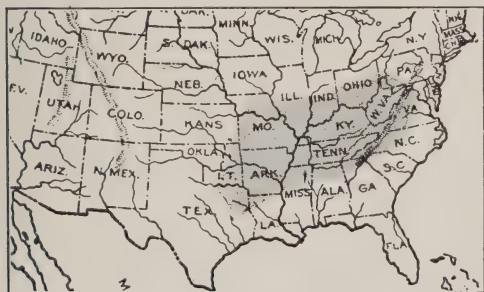 DAK.
MINN.
N.H.
IDAHO
WYO.
S.
DAK.
WIS.
MICH.
N.Y.
MASS
NEB.
IOWA
ILL.
IND.
OHIO
PA.
UTAH
COLO.
KANS
MO.
KY.
W.VA.
VA.
ARIZ.
N. MEX.
OKLA.
I.T.
ARK.
TENN.
N.C.
S.C.
TEX.
LA.
MISS
ALA.
GA
FLA.